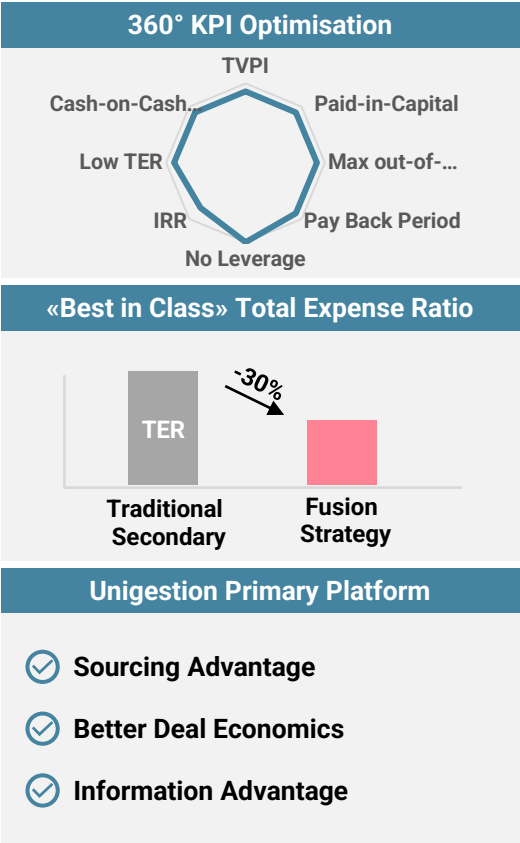 360° KPI Optimisation
TVPI
Cash-on-Cash...
Paid-in-Capital
Low TER
Max out-of-...
IRR
Pay Back Period
No Leverage
«Best in Class» Total Expense Ratio
-30%
TER
Traditional
Secondary
Fusion
Strategy
Unigestion Primary Platform
Sourcing Advantage
Better Deal Economics
Information Advantage